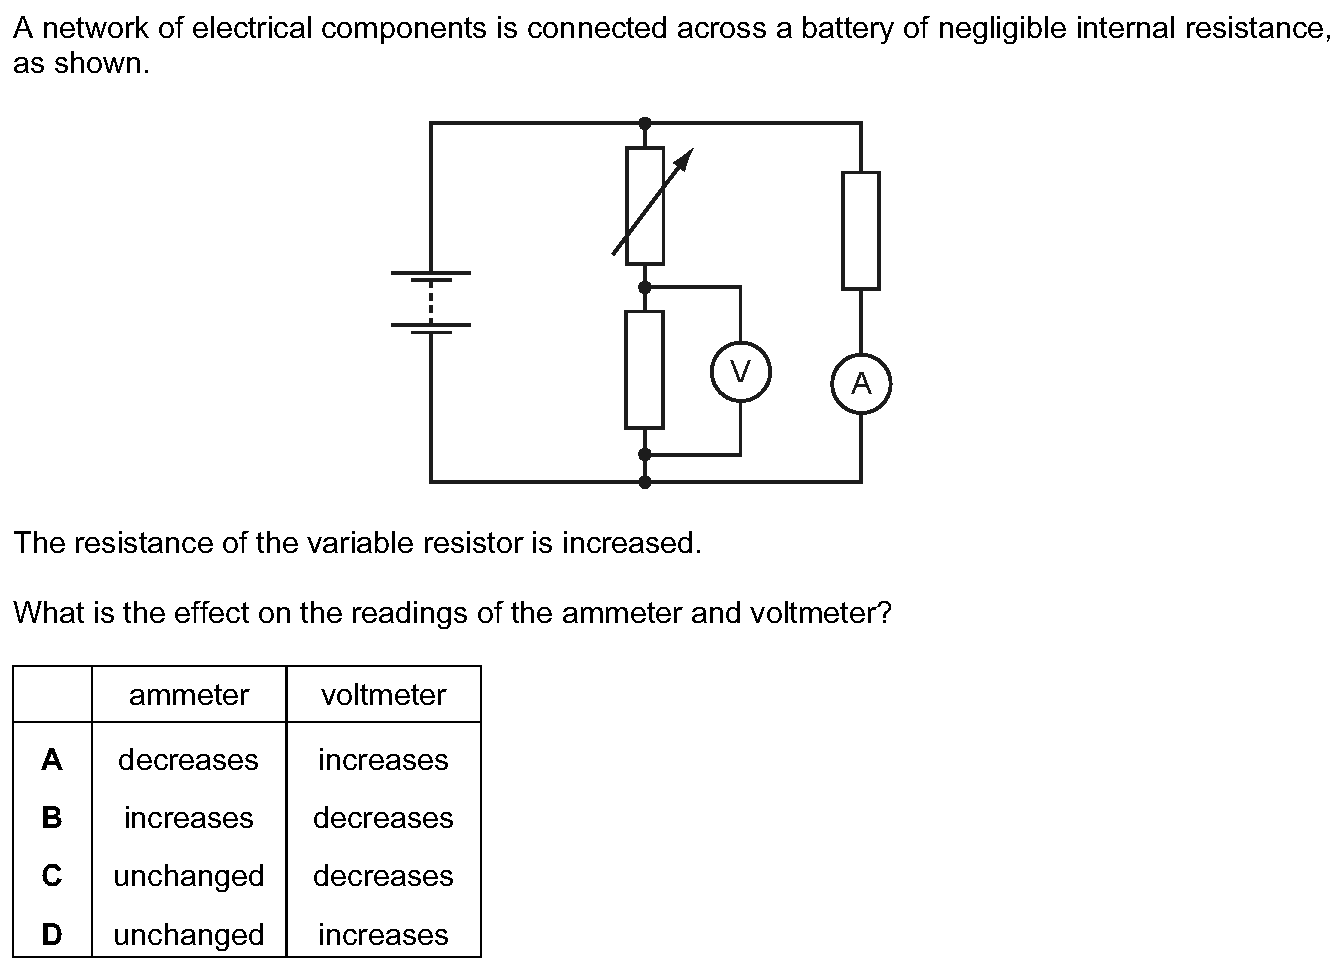 A network of electrical components is connected across a battery of negligible internal resistance,
as shown.
V
A
The resistance of the variable resistor is increased.
What is the effect on the readings of the ammeter and voltmeter?
ammeter voltmeter
A decreases increases
B increases decreases
C unchanged decreases
D unchanged increases